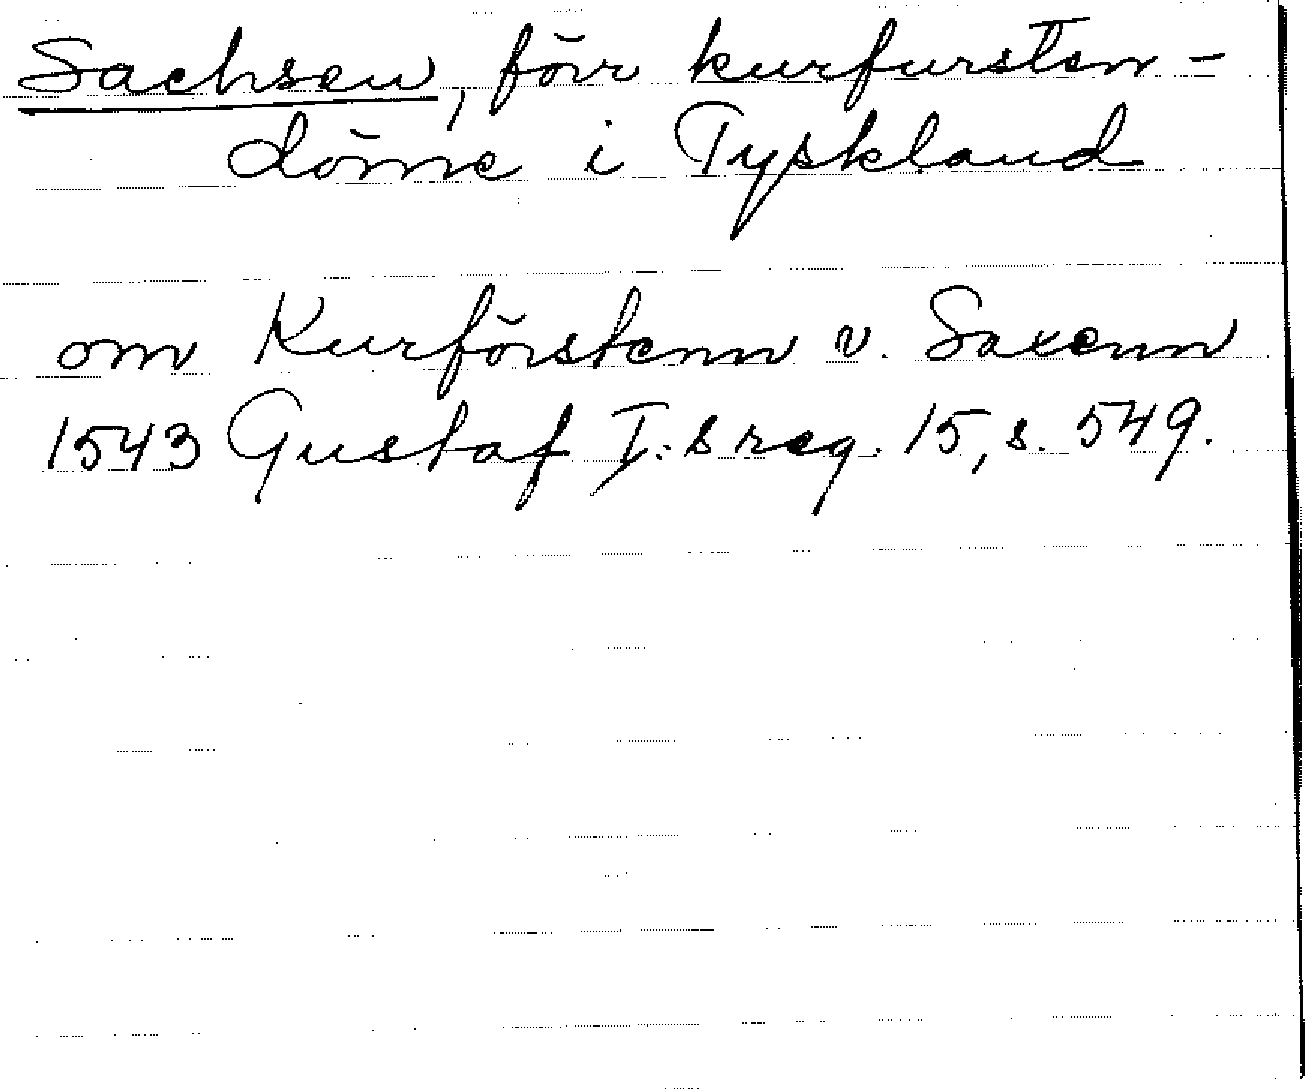 Sachsen, förr kurfursten-
döme i Tyskland
om Kurförstenn v. Saxenn
1543 Gustaf I:s reg. 15, s. 549.